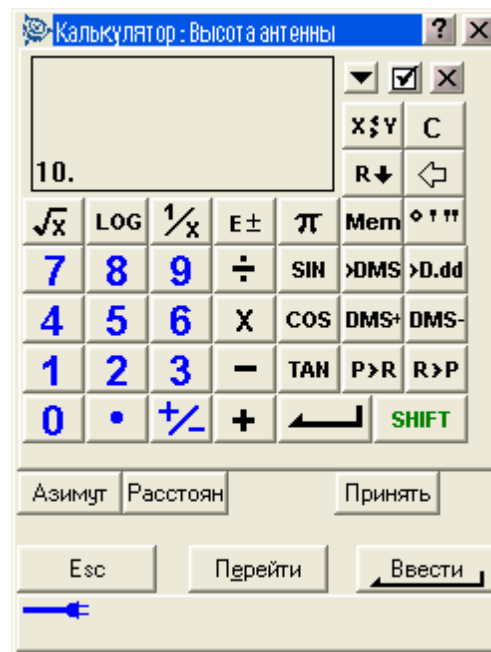 Калькулятор : Высота антенны ? X
X Y C
10. R
√x LOG 1/x E± π Mem ° ' "
7 8 9 ÷ SIN >DMS >D.dd
4 5 6 X COS DMS+ DMS-
1 2 3 − TAN P>R R>P
0 • +/- + SHIFT
Азимут Расстоян Принять
Esc Перейти Ввести